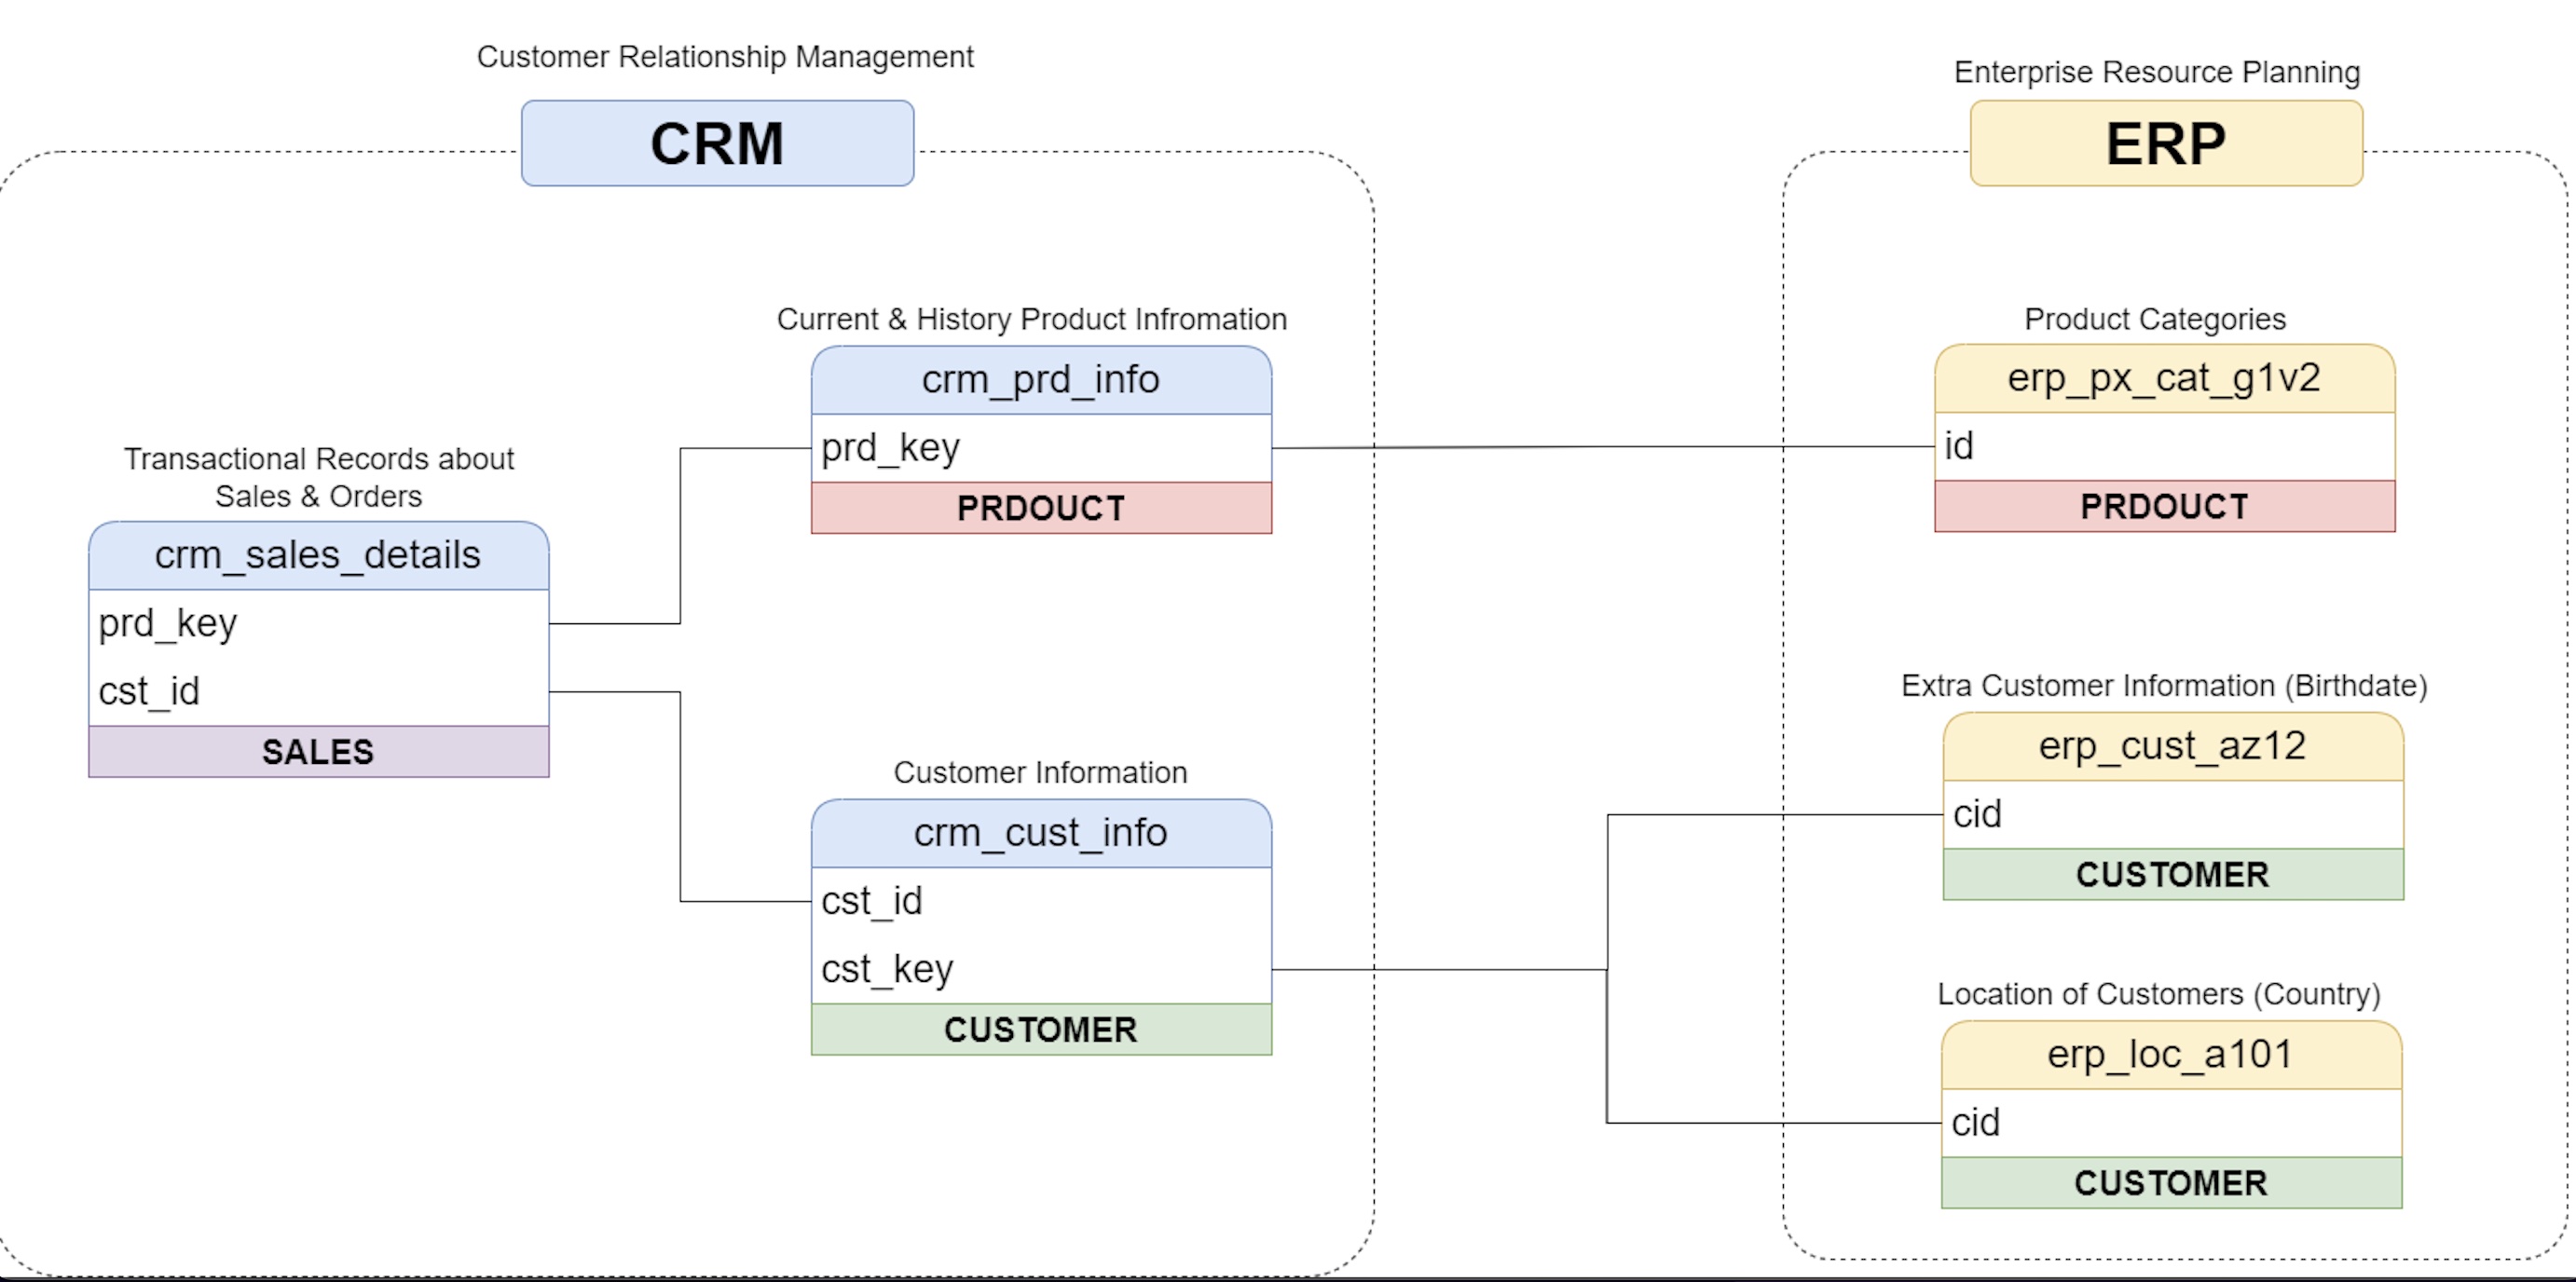 Customer Relationship Management
CRM
Enterprise Resource Planning
ERP
Current & History Product Infromation
crm_prd_info
prd_key
PRDOUCT
Product Categories
erp_px_cat_g1v2
id
PRDOUCT
Transactional Records about
Sales & Orders
crm_sales_details
prd_key
cst_id
SALES
Customer Information
crm_cust_info
cst_id
cst_key
CUSTOMER
Extra Customer Information (Birthdate)
erp_cust_az12
cid
CUSTOMER
Location of Customers (Country)
erp_loc_a101
cid
CUSTOMER